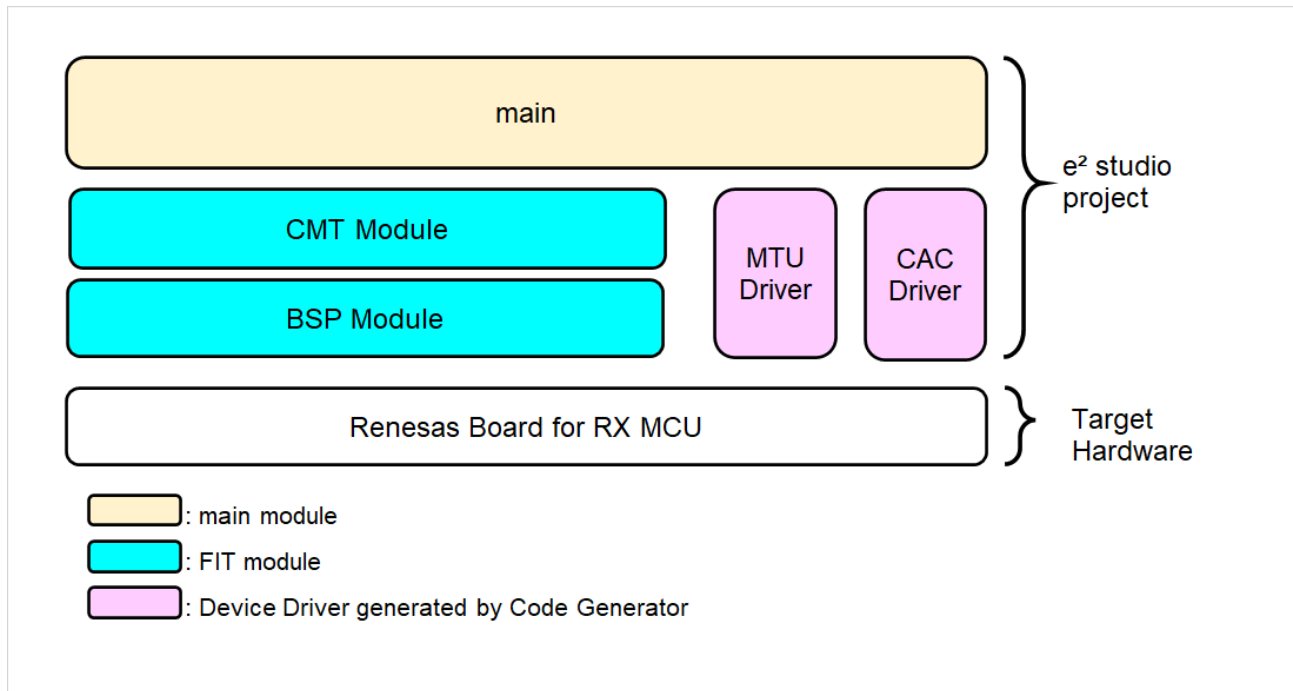 main
e² studio
project
CMT Module
MTU
Driver
CAC
Driver
BSP Module
Renesas Board for RX MCU
Target
Hardware
: main module
: FIT module
: Device Driver generated by Code Generator